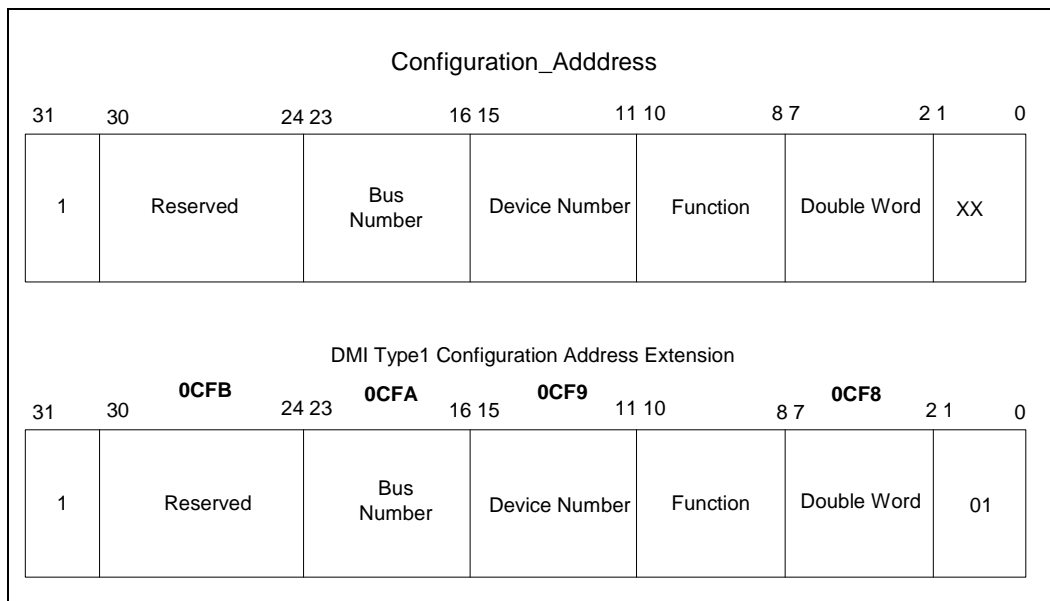 Configuration_Adddress
31 30 24 23 16 15 11 10 8 7 2 1 0
1 Reserved Bus Number Device Number Function Double Word XX
DMI Type1 Configuration Address Extension
0CFB 0CFA 0CF9 0CF8
31 30 24 23 16 15 11 10 8 7 2 1 0
1 Reserved Bus Number Device Number Function Double Word 01